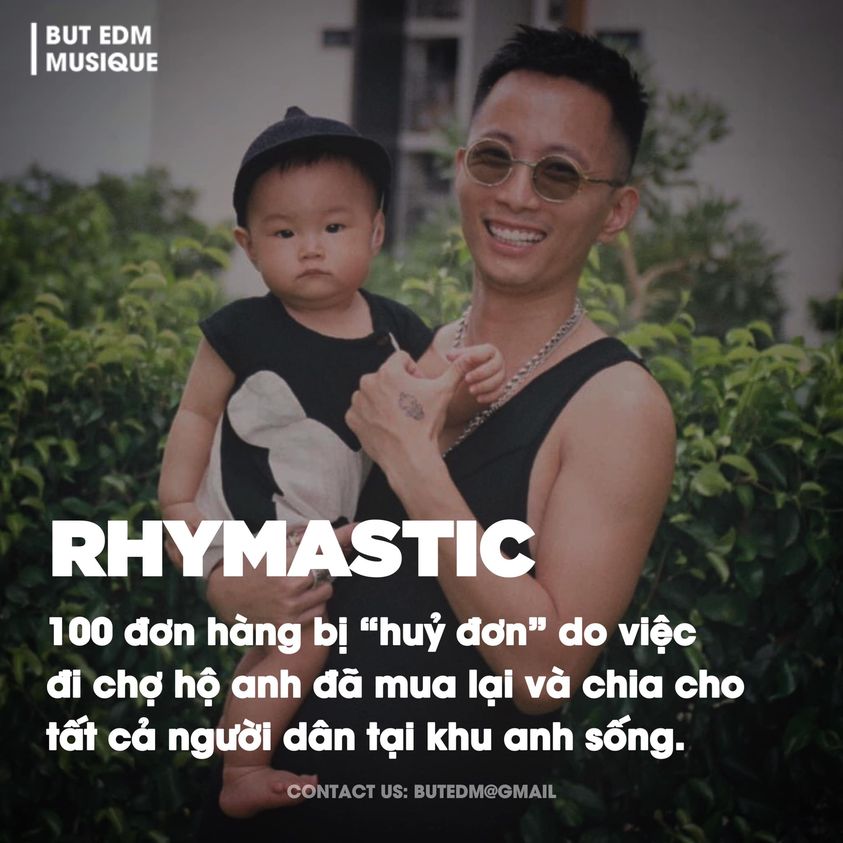 BUT EDM
MUSIQUE
RHYMASTIC
100 đơn hàng bị “huỷ đơn” do việc
đi chợ hộ anh đã mua lại và chia cho
tất cả người dân tại khu anh sống.
CONTACT US: BUTEDM@GMAIL